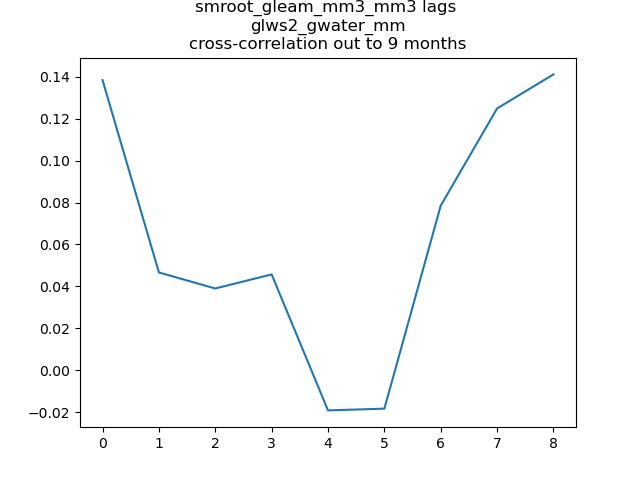 smroot_gleam_mm3_mm3 lags
glws2_gwater_mm
cross-correlation out to 9 months
0.14
0.12
0.10
0.08
0.06
0.04
0.02
0.00
−0.02
0 1 2 3 4 5 6 7 8